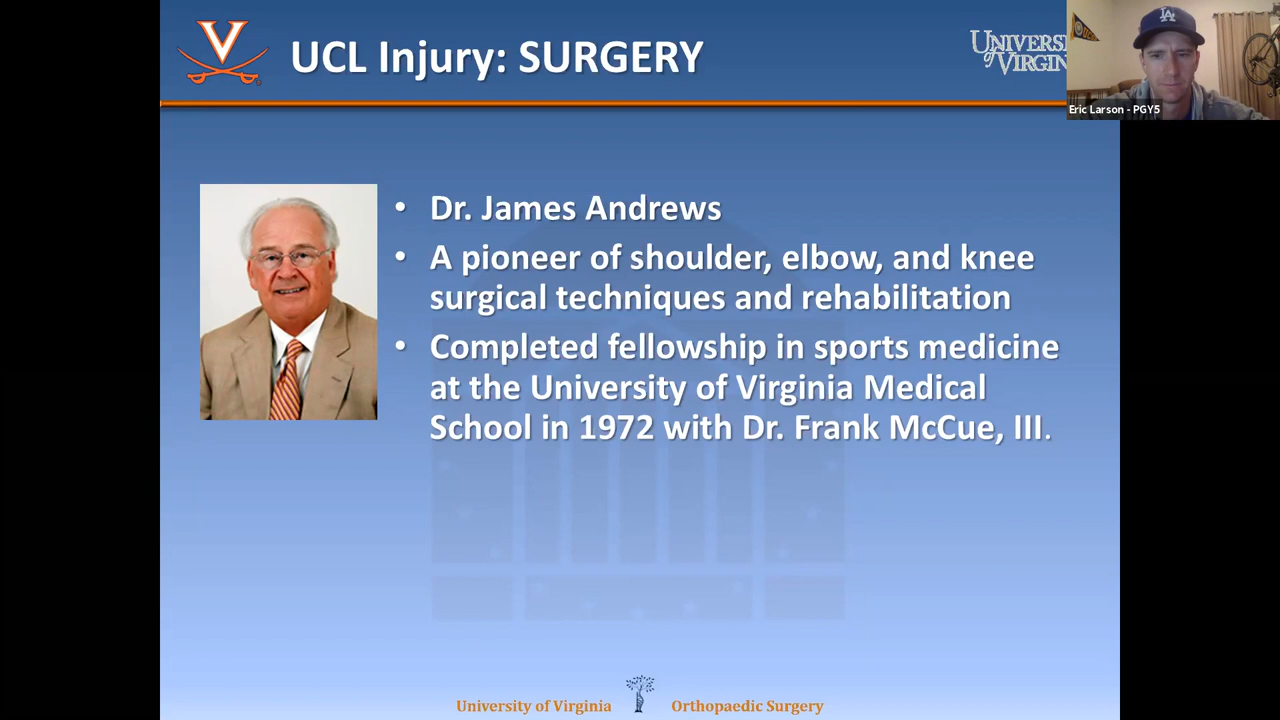 UCL Injury: SURGERY
Eric Larson - PGY5
• Dr. James Andrews
• A pioneer of shoulder, elbow, and knee
surgical techniques and rehabilitation
• Completed fellowship in sports medicine
at the University of Virginia Medical
School in 1972 with Dr. Frank McCue, III.
University of Virginia Orthopaedic Surgery